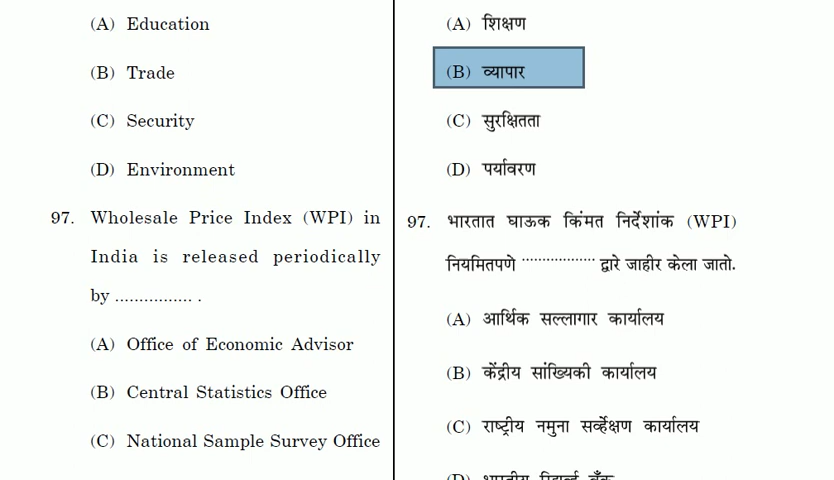 (A) Education
(B) Trade
(C) Security
(D) Environment
97. Wholesale Price Index (WPI) in
India is released periodically
by ................ .
(A) Office of Economic Advisor
(B) Central Statistics Office
(C) National Sample Survey Office
(A) शिक्षण
(B) व्यापार
(C) सुरक्षितता
(D) पर्यावरण
97. भारतात घाऊक किंमत निर्देशांक (WPI)
नियमितपणे .................. द्वारे जाहीर केला जातो.
(A) आर्थिक सल्लागार कार्यालय
(B) केंद्रीय सांख्यिकी कार्यालय
(C) राष्ट्रीय नमुना सर्व्हेक्षण कार्यालय
(D)